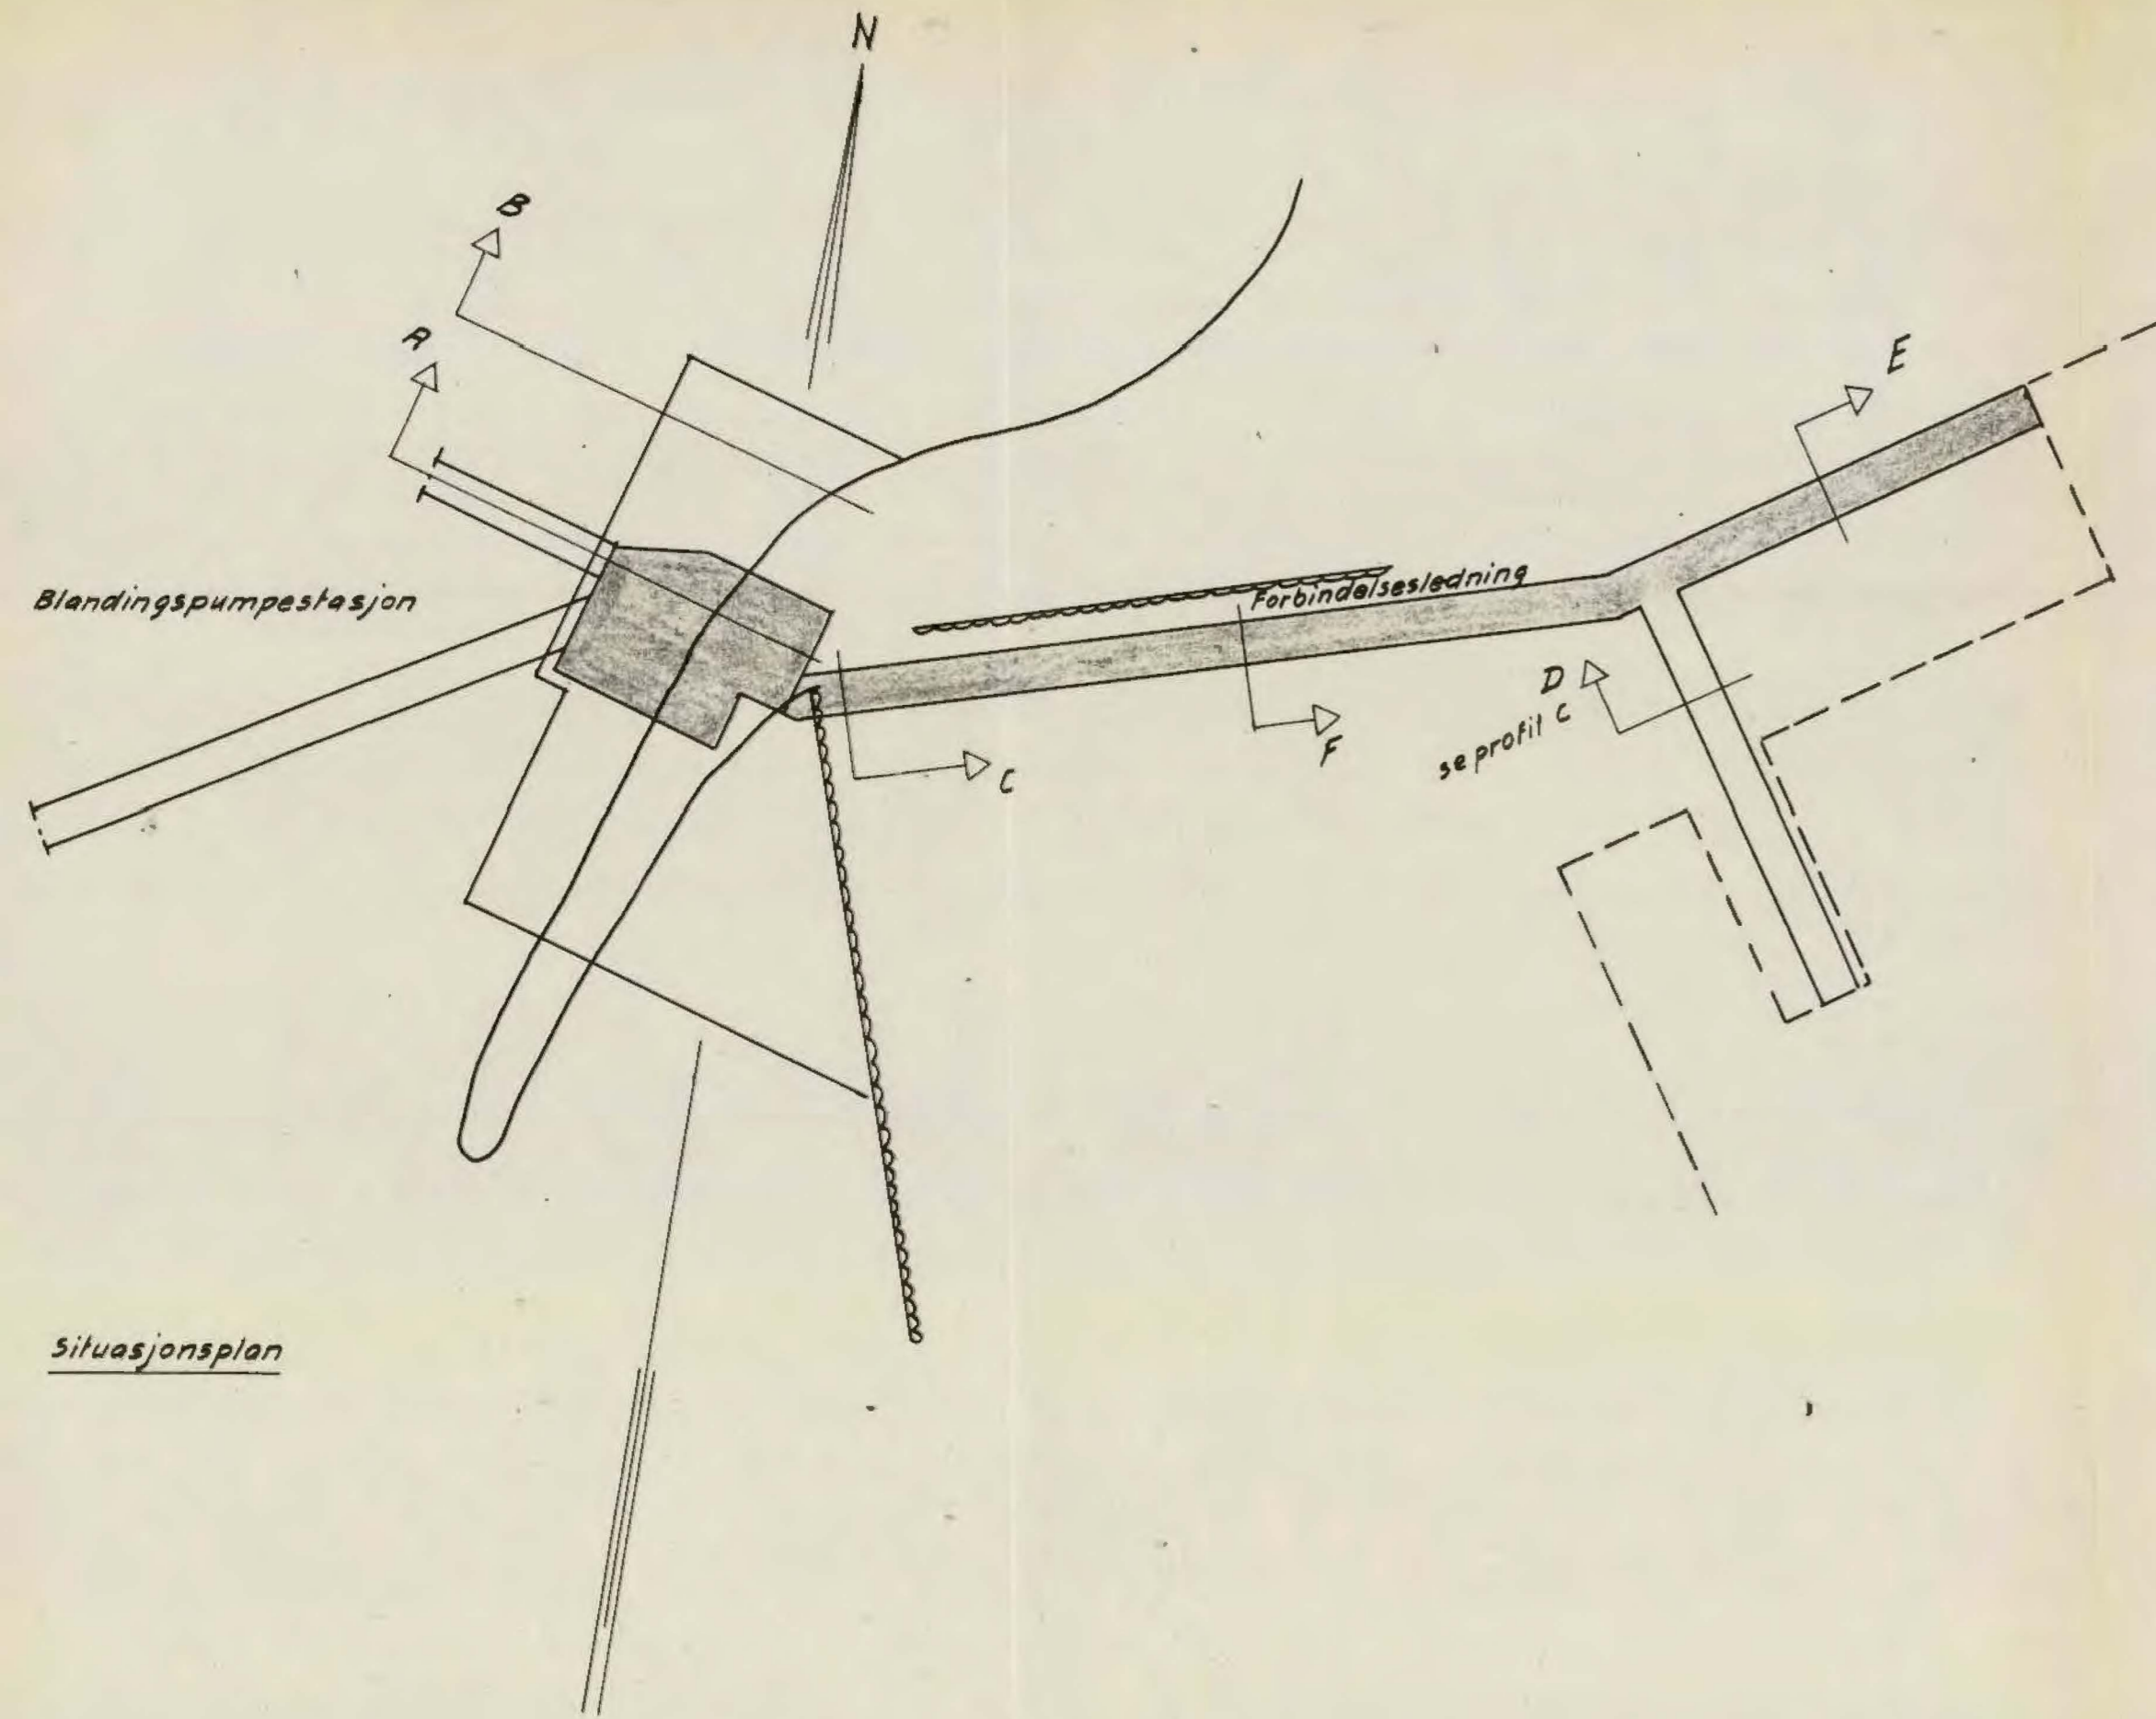 N
B
A
E
Blandingspumpestasjon
Forbindelsesledning
D
se profil C
F
C
Situasjonsplan